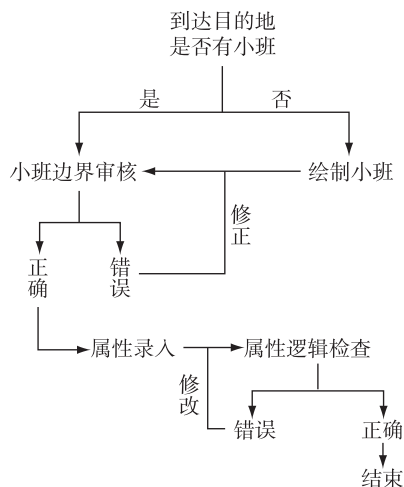 到达目的地
是否有小班
是
否
小班边界审核
绘制小班
修正
正确
错误
属性录入
属性逻辑检查
修改
错误
正确
结束